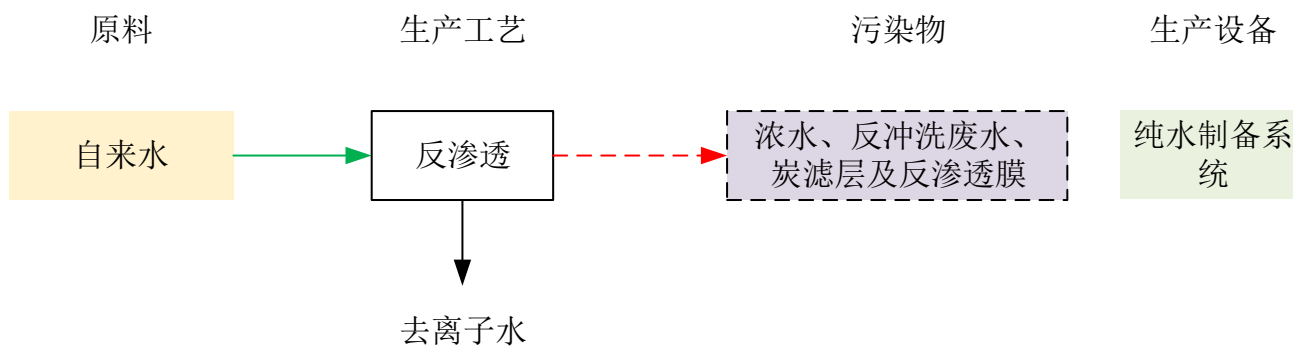 原料
生产工艺
污染物
生产设备
自来水
反渗透
浓水、反冲洗废水、
炭滤层及反渗透膜
纯水制备系
统
去离子水